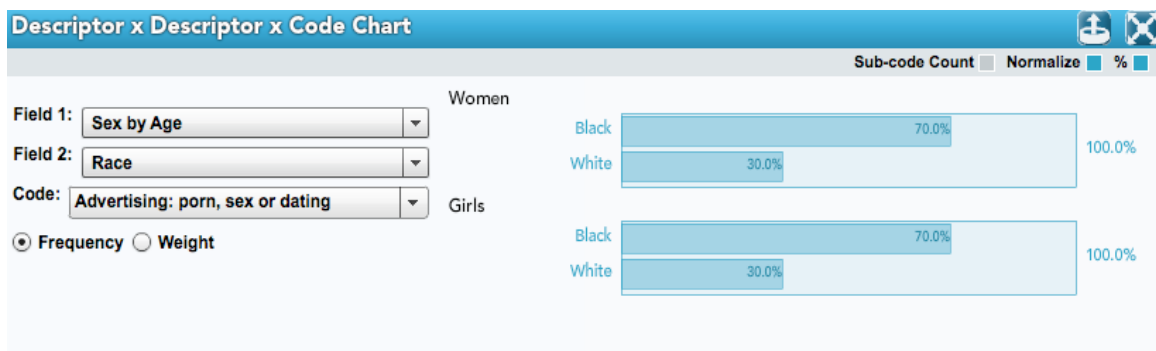 Descriptor x Descriptor x Code Chart
Sub-code Count Normalize %
Field 1: Sex by Age
Field 2: Race
Code: Advertising: porn, sex or dating
Frequency Weight
Women
Black 70.0%
White 30.0%
100.0%
Girls
Black 70.0%
White 30.0%
100.0%